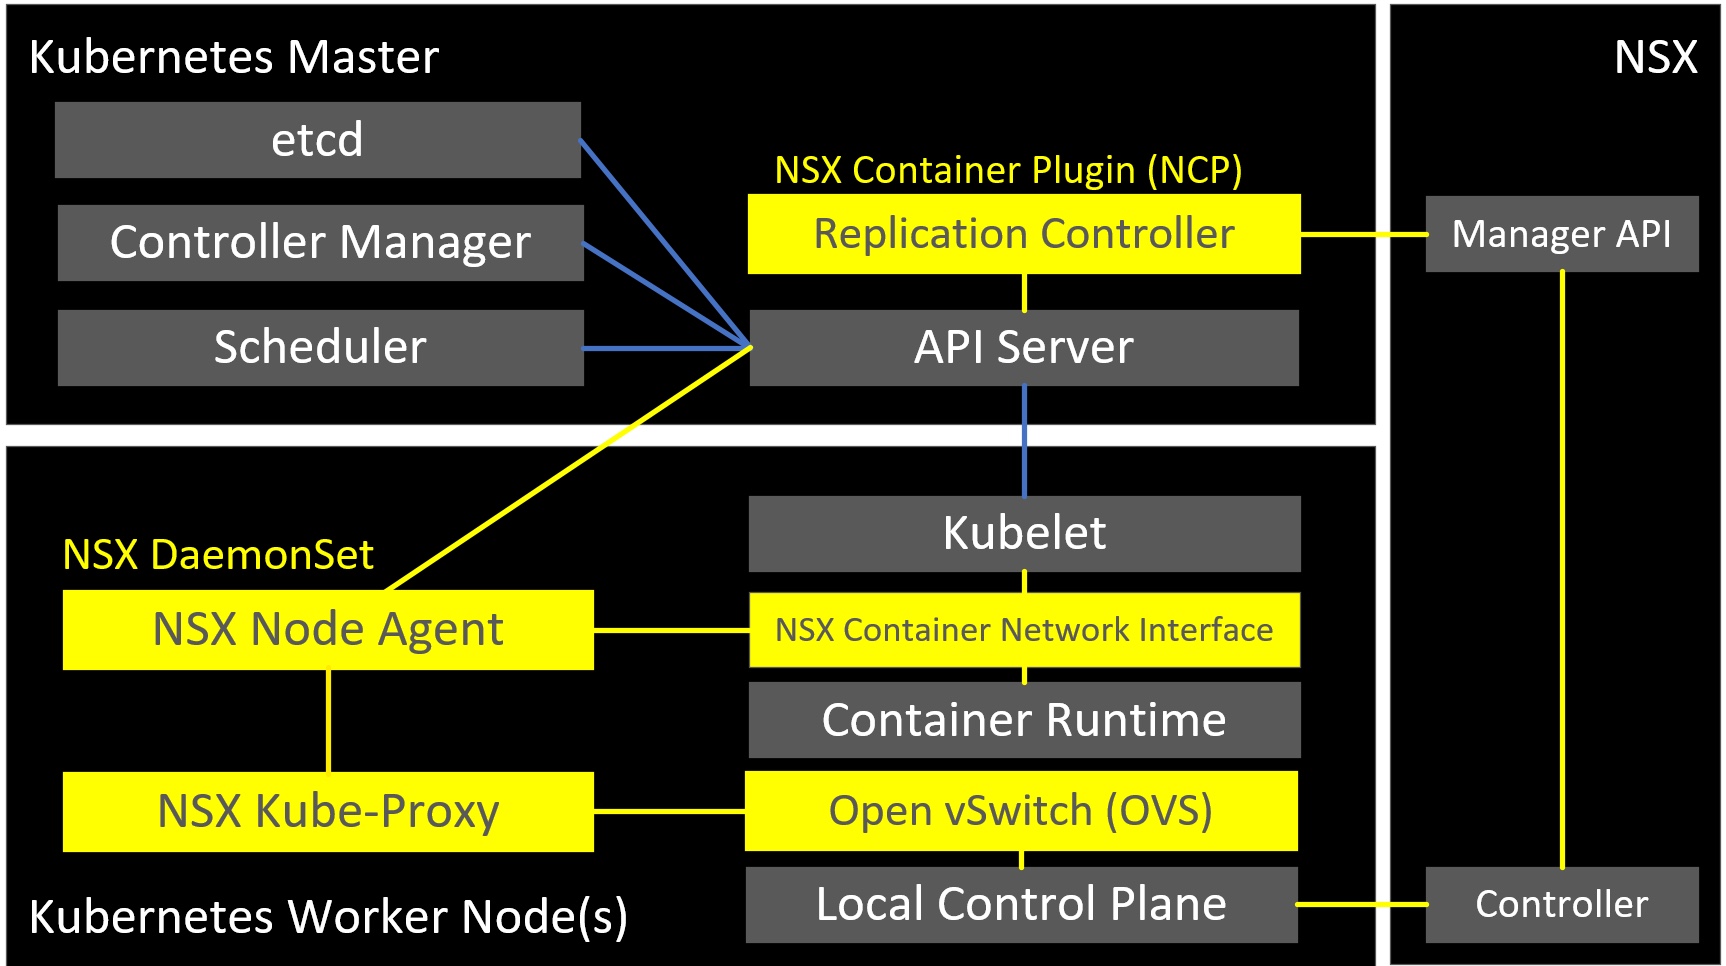 Kubernetes Master
NSX
etcd
NSX Container Plugin (NCP)
Controller Manager
Replication Controller
Manager API
Scheduler
API Server
Kubelet
NSX DaemonSet
NSX Node Agent
NSX Container Network Interface
Container Runtime
NSX Kube-Proxy
Open vSwitch (OVS)
Kubernetes Worker Node(s)
Local Control Plane
Controller